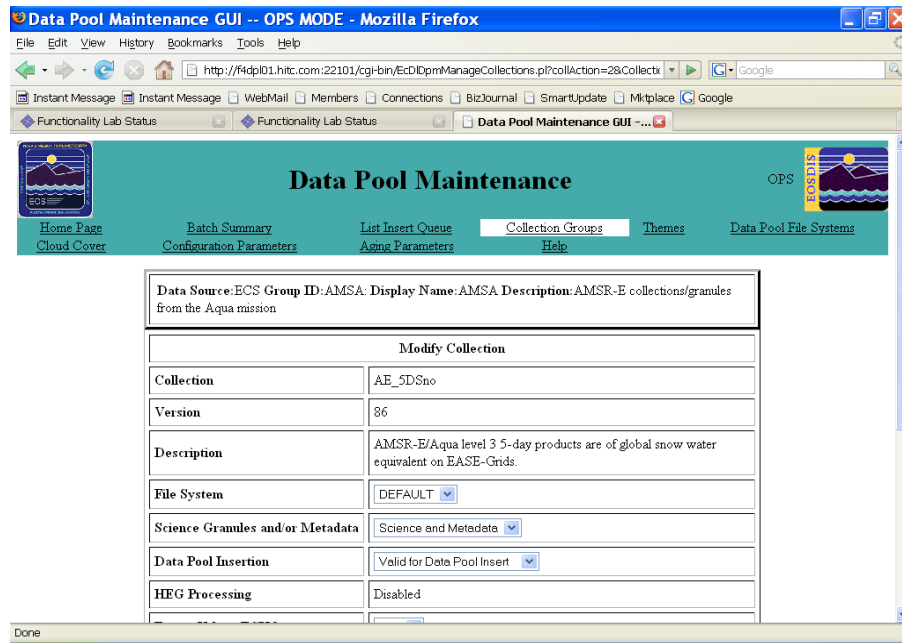 Data Pool Maintenance GUI -- OPS MODE - Mozilla Firefox
File Edit View History Bookmarks Tools Help
http://f4dpl01.hitc.com:22101/cgi-bin/EcDlDpmManageCollections.pl?collAction=2&Collectic
G Google
Instant Message Instant Message WebMail Members Connections BizJournal SmartUpdate Mktplace Google
Functionality Lab Status Functionality Lab Status Data Pool Maintenance GUI -...
ECS
Data Pool Maintenance
OPS
EOSDIS
Home Page Batch Summary List Insert Queue Collection Groups Themes Data Pool File Systems
Cloud Cover Configuration Parameters Aging Parameters Help
Data Source:ECS Group ID:AMSA: Display Name:AMSA Description:AMSR-E collections/granules
from the Aqua mission
Modify Collection
Collection AE_5DSno
Version 86
Description AMSR-E/Aqua level 3 5-day products are of global snow water
equivalent on EASE-Grids.
File System DEFAULT
Science Granules and/or Metadata Science and Metadata
Data Pool Insertion Valid for Data Pool Insert
HEG Processing Disabled
Done